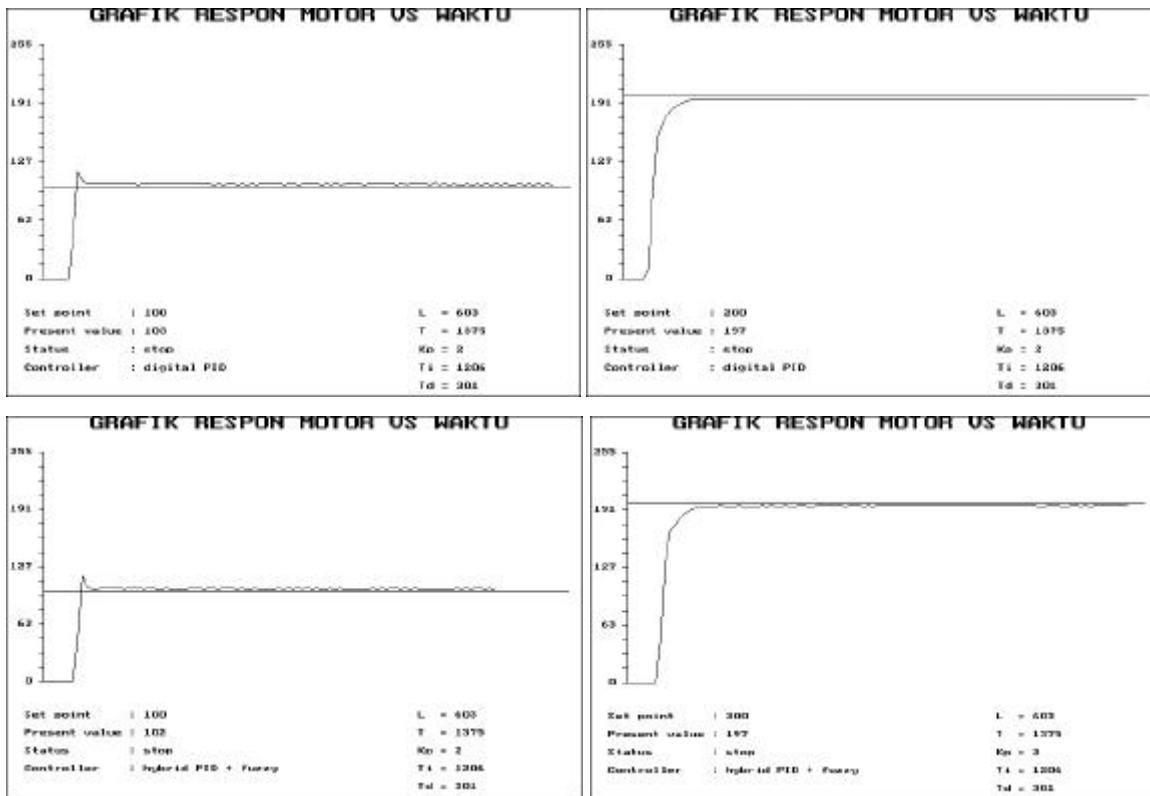 GRAFIK RESPON MOTOR VS WAKTU
255
191
127
62
0
Set point : 100
Present value : 103
Status : stop
Controller : digital PID
L = 603
T = 1375
Kp = 2
Ti = 1206
Td = 301
GRAFIK RESPON MOTOR VS WAKTU
255
191
127
62
0
Set point : 200
Present value : 197
Status : stop
Controller : digital PID
L = 603
T = 1375
Kp = 2
Ti = 1206
Td = 301
GRAFIK RESPON MOTOR VS WAKTU
255
191
127
63
0
Set point : 100
Present value : 102
Status : stop
Controller : hybrid PID + fuzzy
L = 603
T = 1375
Kp = 2
Ti = 1206
Td = 301
GRAFIK RESPON MOTOR VS WAKTU
255
191
127
63
0
Set point :
Present value : 197
Status : stop
Controller : hybrid PID + fuzzy
L = 603
T = 1375
Kp =
Ti = 1206
Td = 301